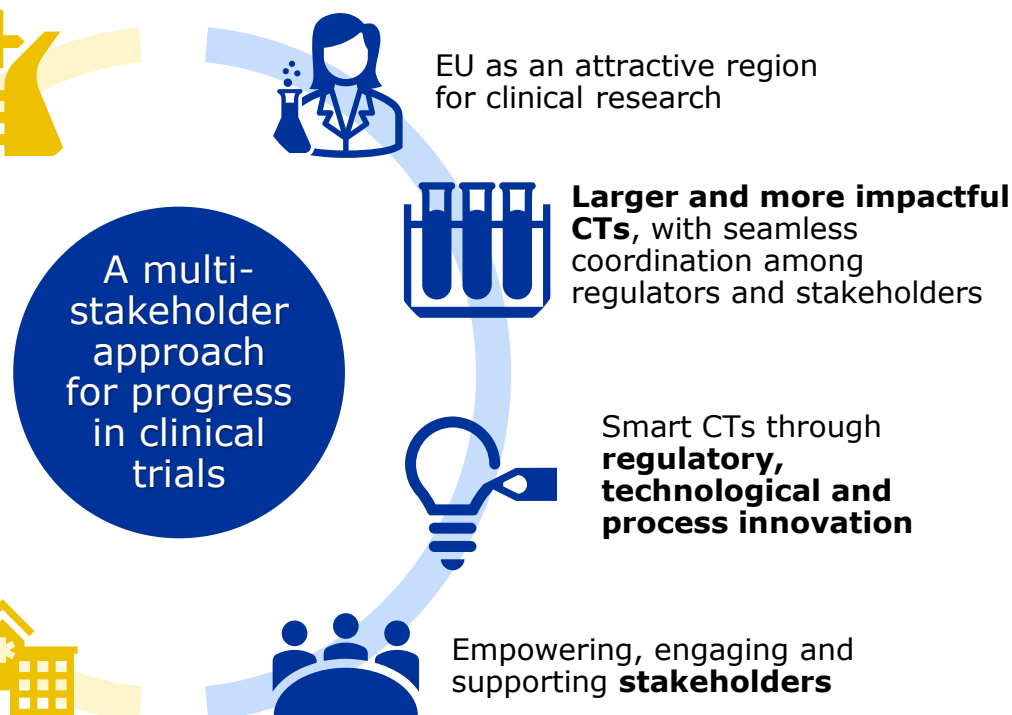 EU as an attractive region
for clinical research
Larger and more impactful
CTs, with seamless
coordination among
regulators and stakeholders
A multi-
stakeholder
approach
for progress
in clinical
trials
Smart CTs through
regulatory,
technological and
process innovation
Empowering, engaging and
supporting stakeholders